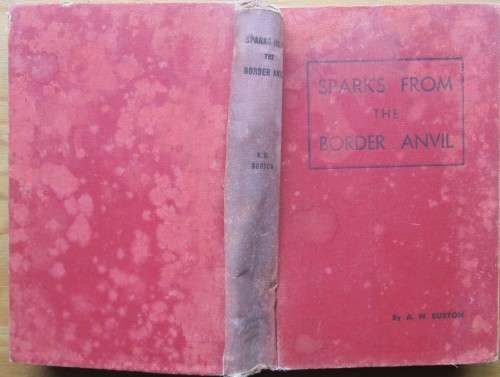 SPARKS FROM
THE
BORDER ANVIL
BURTON
SPARKS FROM
THE
BORDER ANVIL
By A. W. BURTON